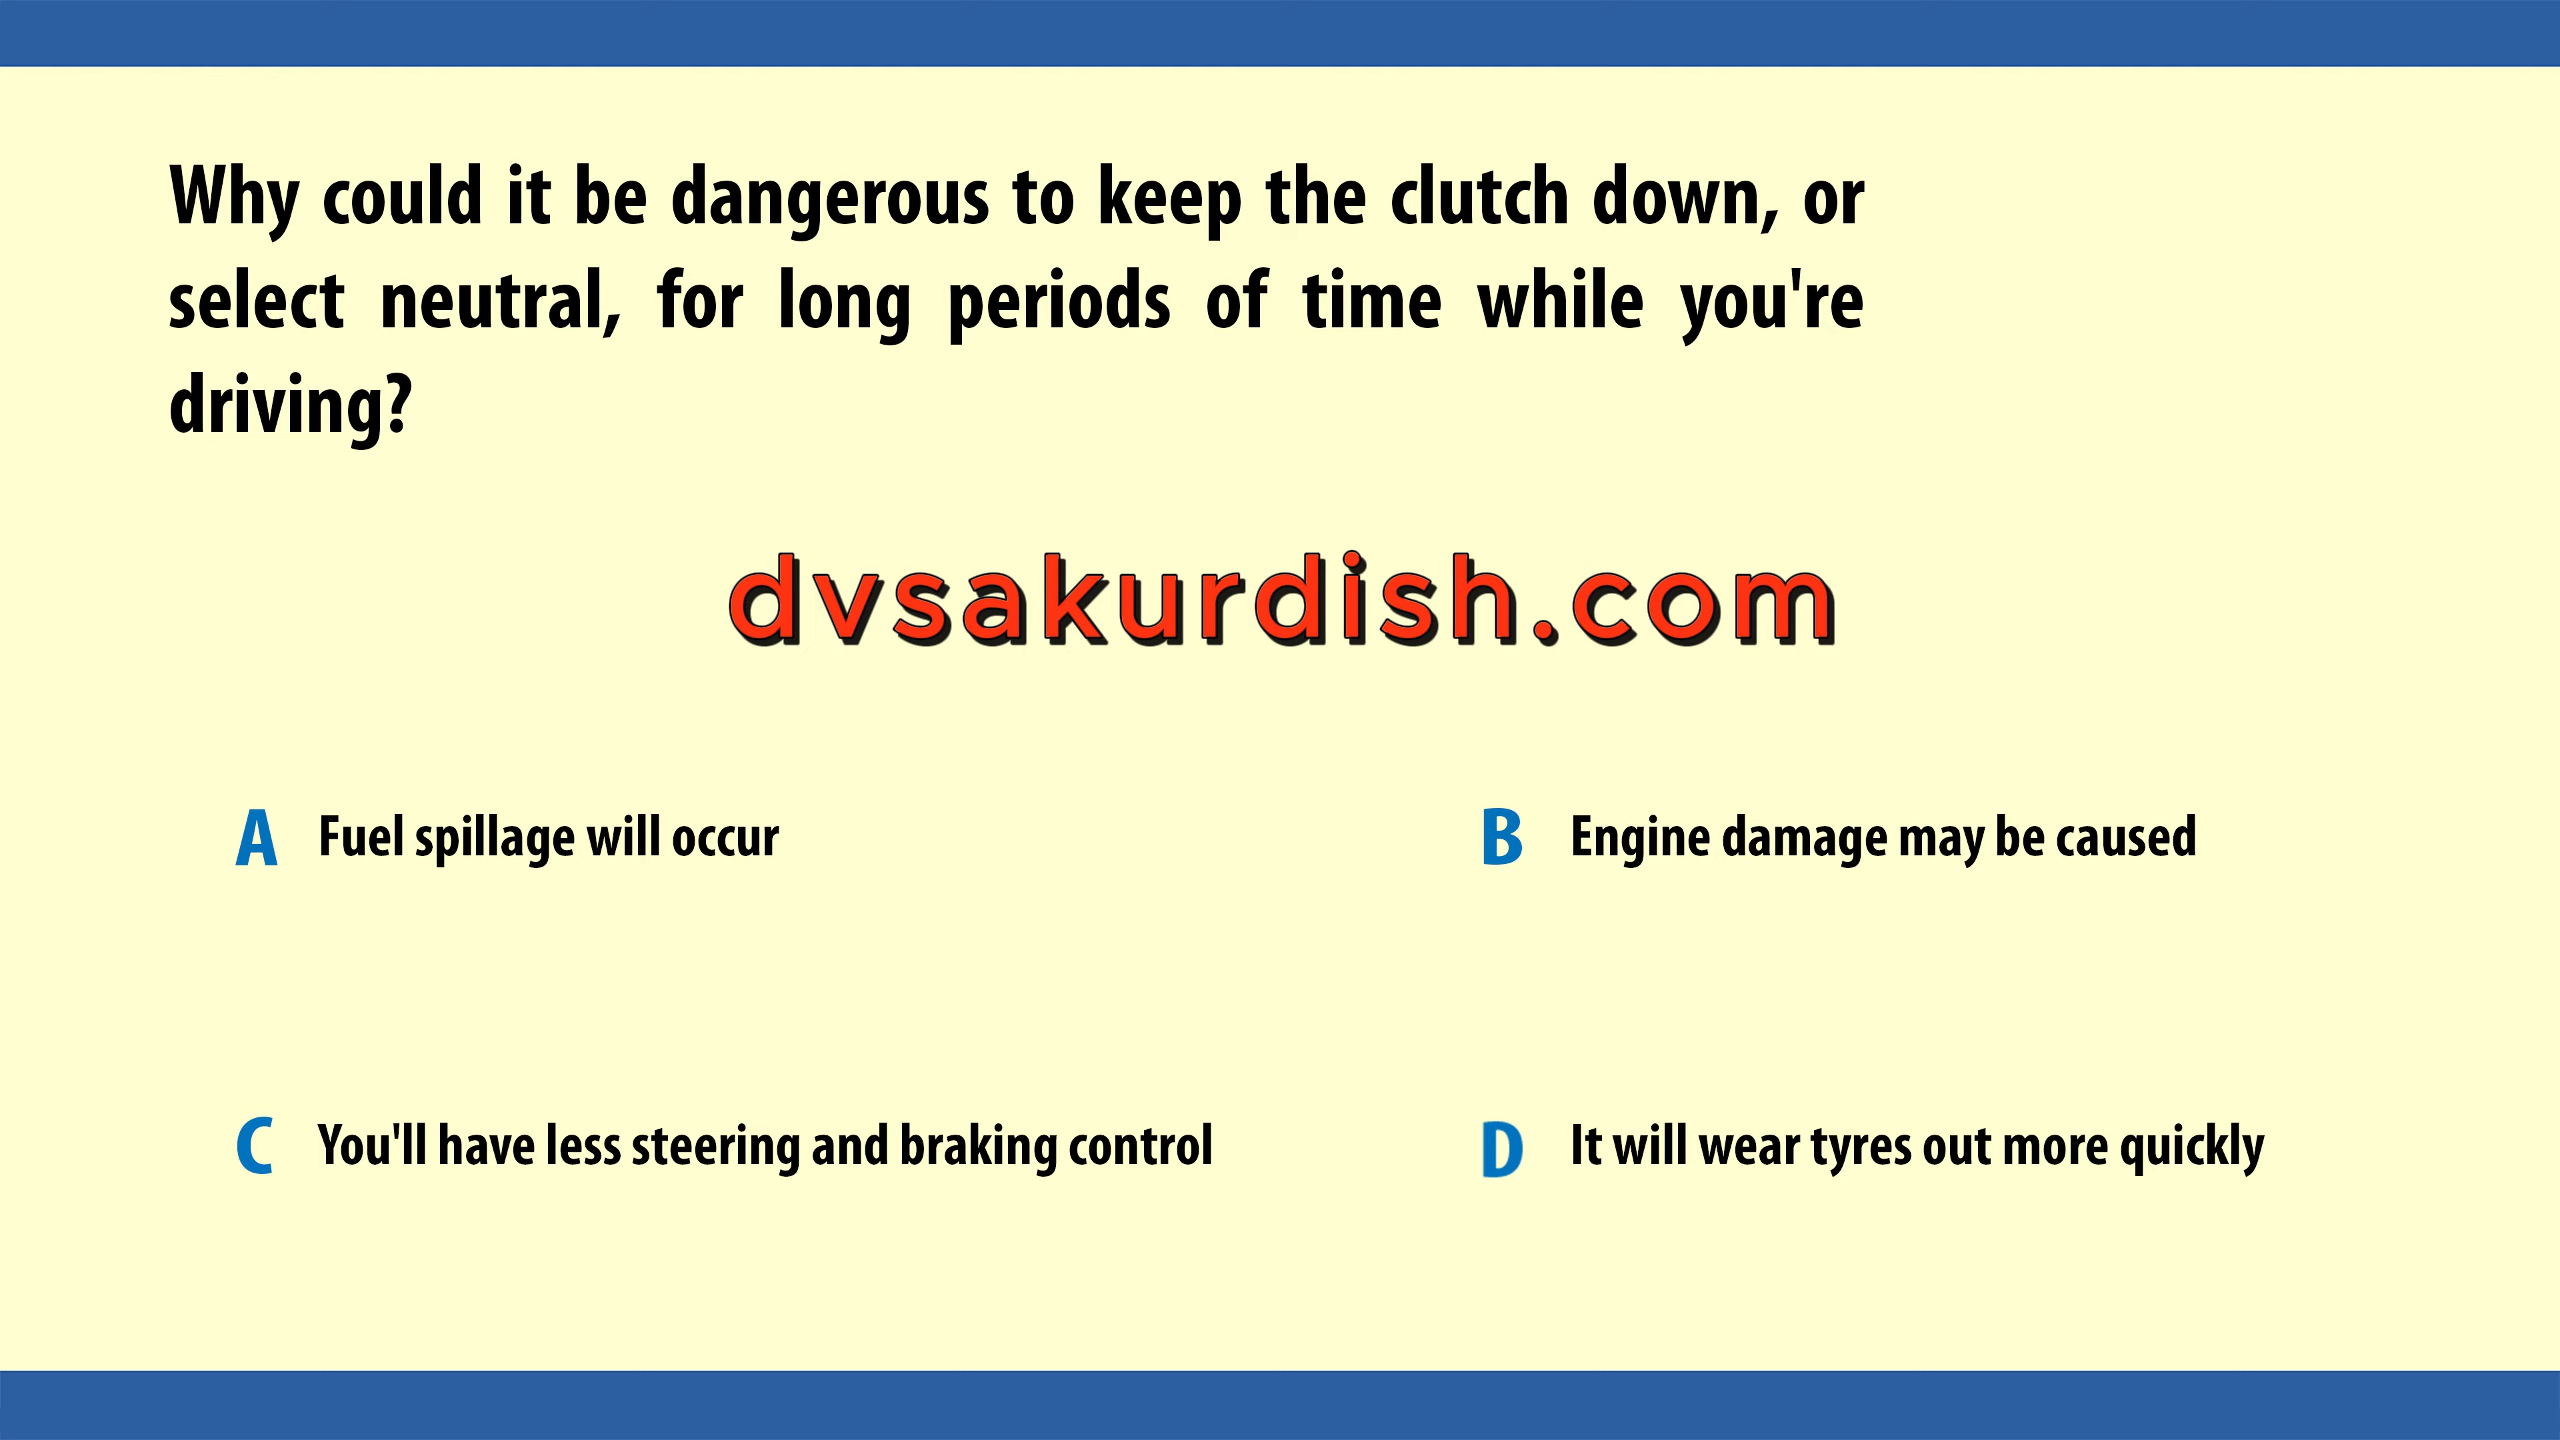 Why could it be dangerous to keep the clutch down, or
select neutral, for long periods of time while you're
driving?
dvsakurdish.com
A Fuel spillage will occur
B Engine damage may be caused
C You'll have less steering and braking control
D It will wear tyres out more quickly